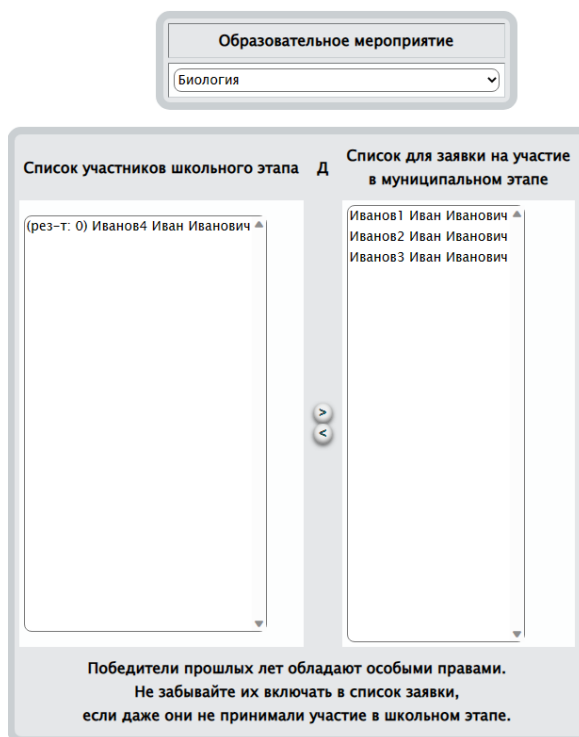 Образовательное мероприятие
Биология
Список участников школьного этапа
Д
Список для заявки на участие
в муниципальном этапе
(рез-т: 0) Иванов4 Иван Иванович
Иванов1 Иван Иванович
Иванов2 Иван Иванович
Иванов3 Иван Иванович
>
<
Победители прошлых лет обладают особыми правами.
Не забывайте их включать в список заявки,
если даже они не принимали участие в школьном этапе.